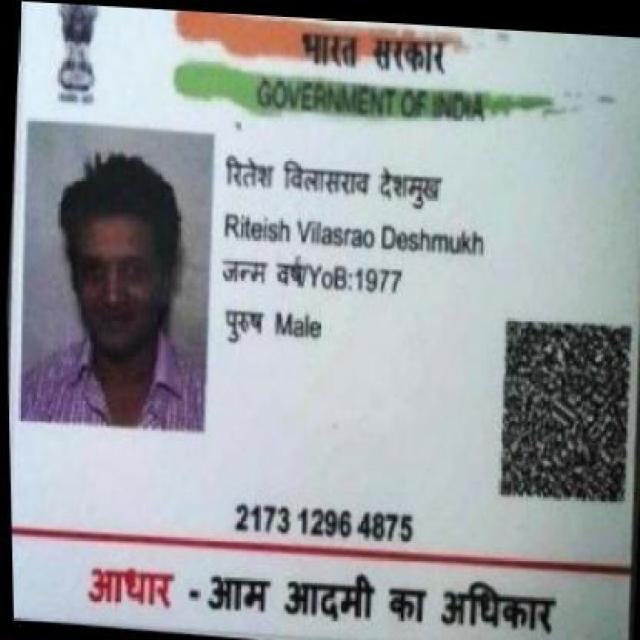 भारत सरकार
GOVERNMENT OF INDIA
रितेश विलासराव देशमुख
Riteish Vilasrao Deshmukh
जन्म वर्ष/YoB:1977
पुरुष Male
2173 1296 4875
आधार - आम आदमी का अधिकार